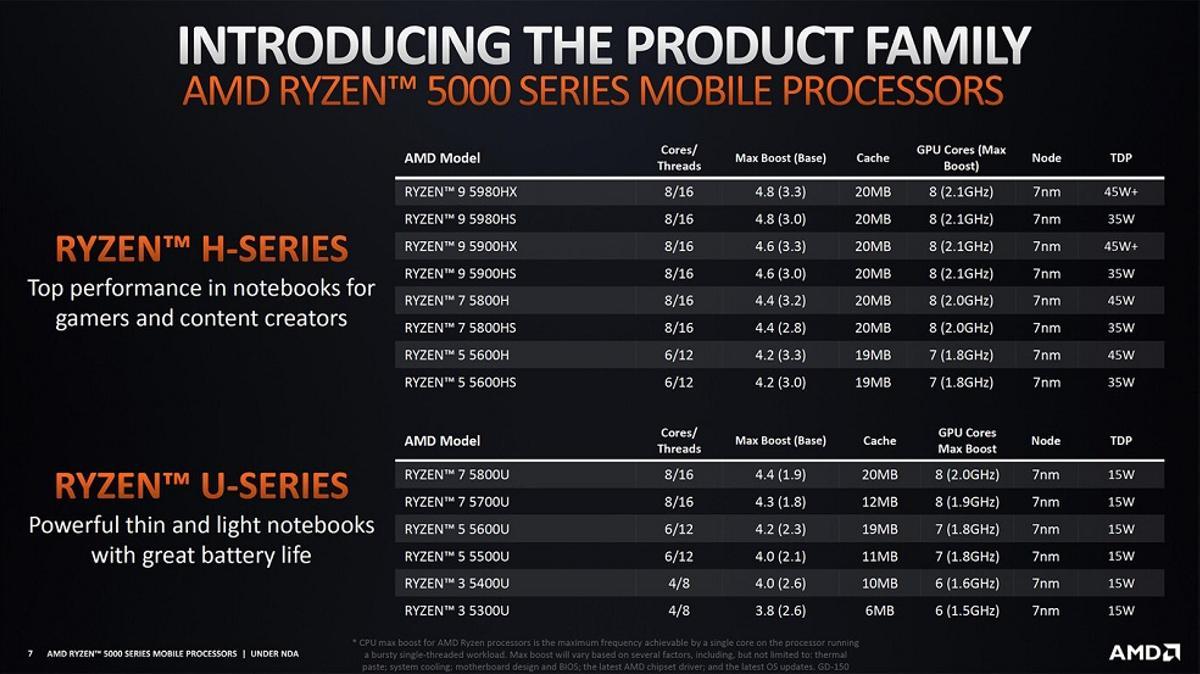 INTRODUCING THE PRODUCT FAMILY
AMD RYZEN™ 5000 SERIES MOBILE PROCESSORS
RYZEN™ H-SERIES
Top performance in notebooks for
gamers and content creators
AMD Model Cores/ Threads Max Boost (Base) Cache GPU Cores (Max Boost) Node TDP
RYZEN™ 9 5980HX 8/16 4.8 (3.3) 20MB 8 (2.1GHz) 7nm 45W+
RYZEN™ 9 5980HS 8/16 4.8 (3.0) 20MB 8 (2.1GHz) 7nm 35W
RYZEN™ 9 5900HX 8/16 4.6 (3.3) 20MB 8 (2.1GHz) 7nm 45W+
RYZEN™ 9 5900HS 8/16 4.6 (3.0) 20MB 8 (2.1GHz) 7nm 35W
RYZEN™ 7 5800H 8/16 4.4 (3.2) 20MB 8 (2.0GHz) 7nm 45W
RYZEN™ 7 5800HS 8/16 4.4 (2.8) 20MB 8 (2.0GHz) 7nm 35W
RYZEN™ 5 5600H 6/12 4.2 (3.3) 19MB 7 (1.8GHz) 7nm 45W
RYZEN™ 5 5600HS 6/12 4.2 (3.0) 19MB 7 (1.8GHz) 7nm 35W
RYZEN™ U-SERIES
Powerful thin and light notebooks
with great battery life
AMD Model Cores/ Threads Max Boost (Base) Cache GPU Cores Max Boost Node TDP
RYZEN™ 7 5800U 8/16 4.4 (1.9) 20MB 8 (2.0GHz) 7nm 15W
RYZEN™ 7 5700U 8/16 4.3 (1.8) 12MB 8 (1.9GHz) 7nm 15W
RYZEN™ 5 5600U 6/12 4.2 (2.3) 19MB 7 (1.8GHz) 7nm 15W
RYZEN™ 5 5500U 6/12 4.0 (2.1) 11MB 7 (1.8GHz) 7nm 15W
RYZEN™ 3 5400U 4/8 4.0 (2.6) 10MB 6 (1.6GHz) 7nm 15W
RYZEN™ 3 5300U 4/8 3.8 (2.6) 6MB 6 (1.5GHz) 7nm 15W
* CPU max boost for AMD Ryzen processors is the maximum frequency achievable by a single core on the processor running
a bursty single-threaded workload. Max boost will vary based on several factors, including, but not limited to: thermal
paste; system cooling; motherboard design and BIOS; the latest AMD chipset driver; and the latest OS updates. GD-150
7 AMD RYZEN™ 5000 SERIES MOBILE PROCESSORS | UNDER NDA
AMD